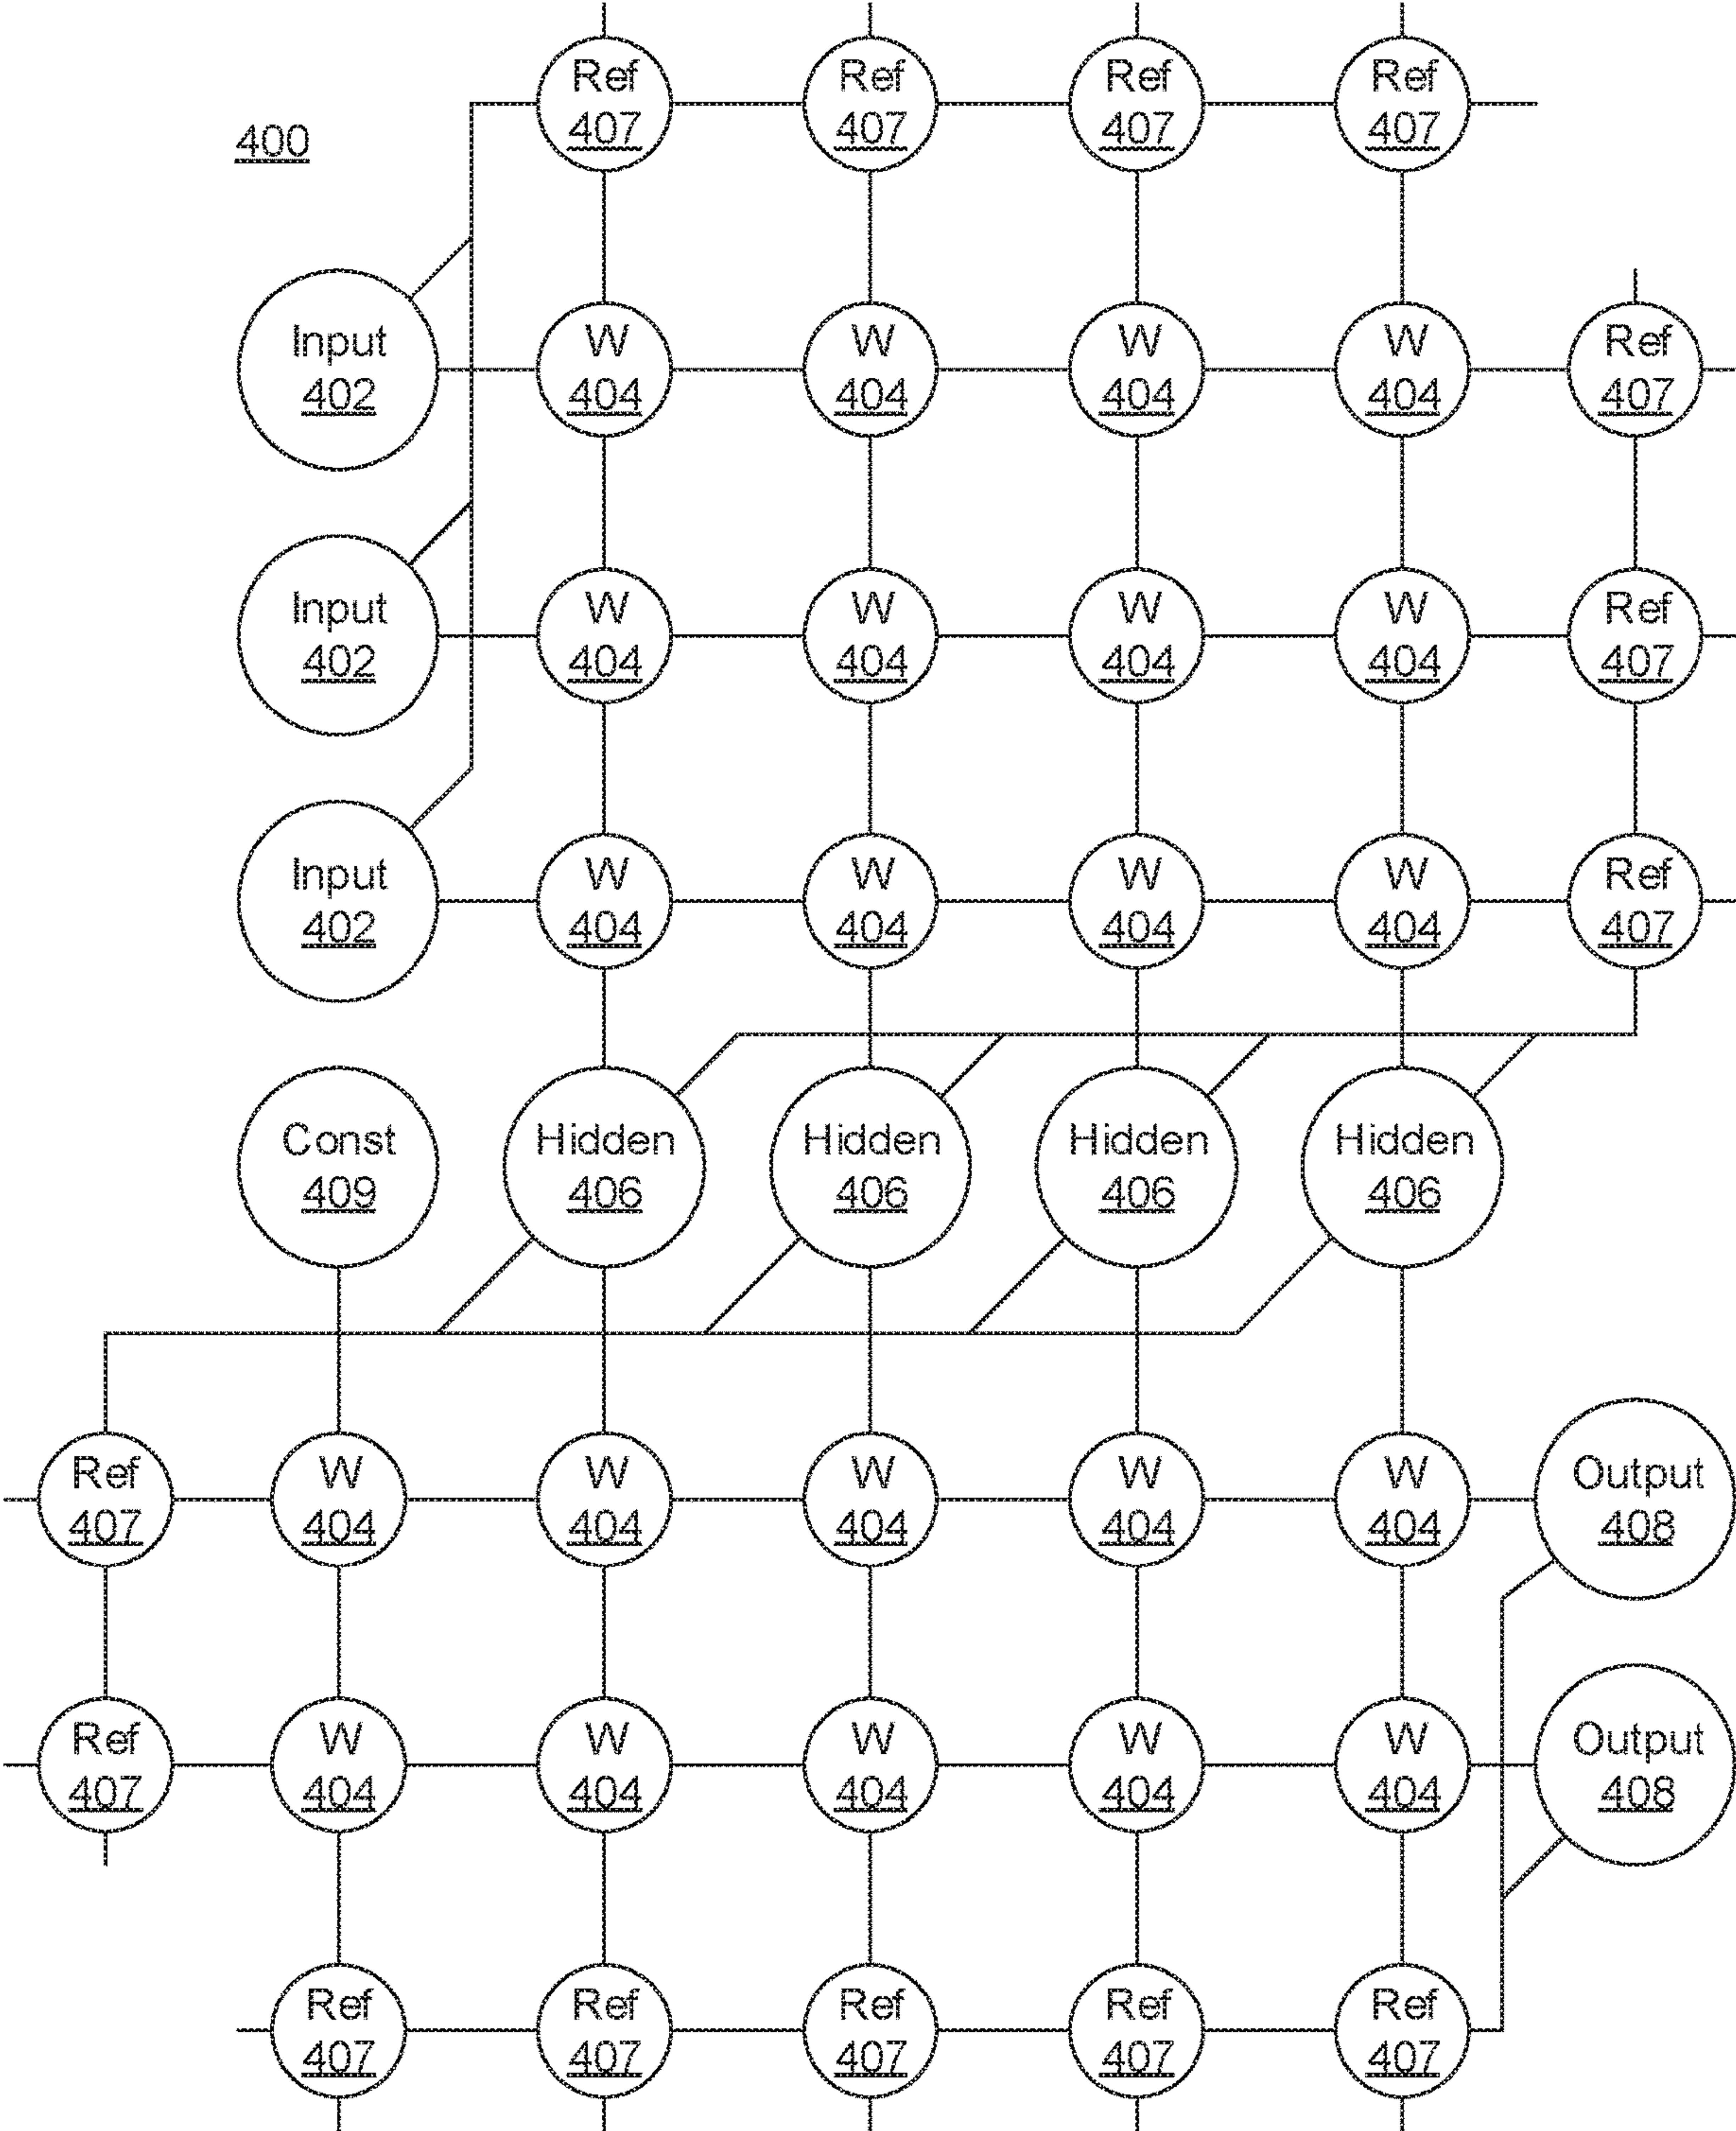 Ref Ref Ref Ref
407 407 407 407
400
Input W W W W Ref
402 404 404 404 404 407
Input W W W W Ref
402 404 404 404 404 407
Input W W W W Ref
402 404 404 404 404 407
Const Hidden Hidden Hidden Hidden
409 406 406 406 406
Ref W W W W W Output
407 404 404 404 404 404 408
Ref W W W W W Output
407 404 404 404 404 404 408
Ref Ref Ref Ref Ref
407 407 407 407 407